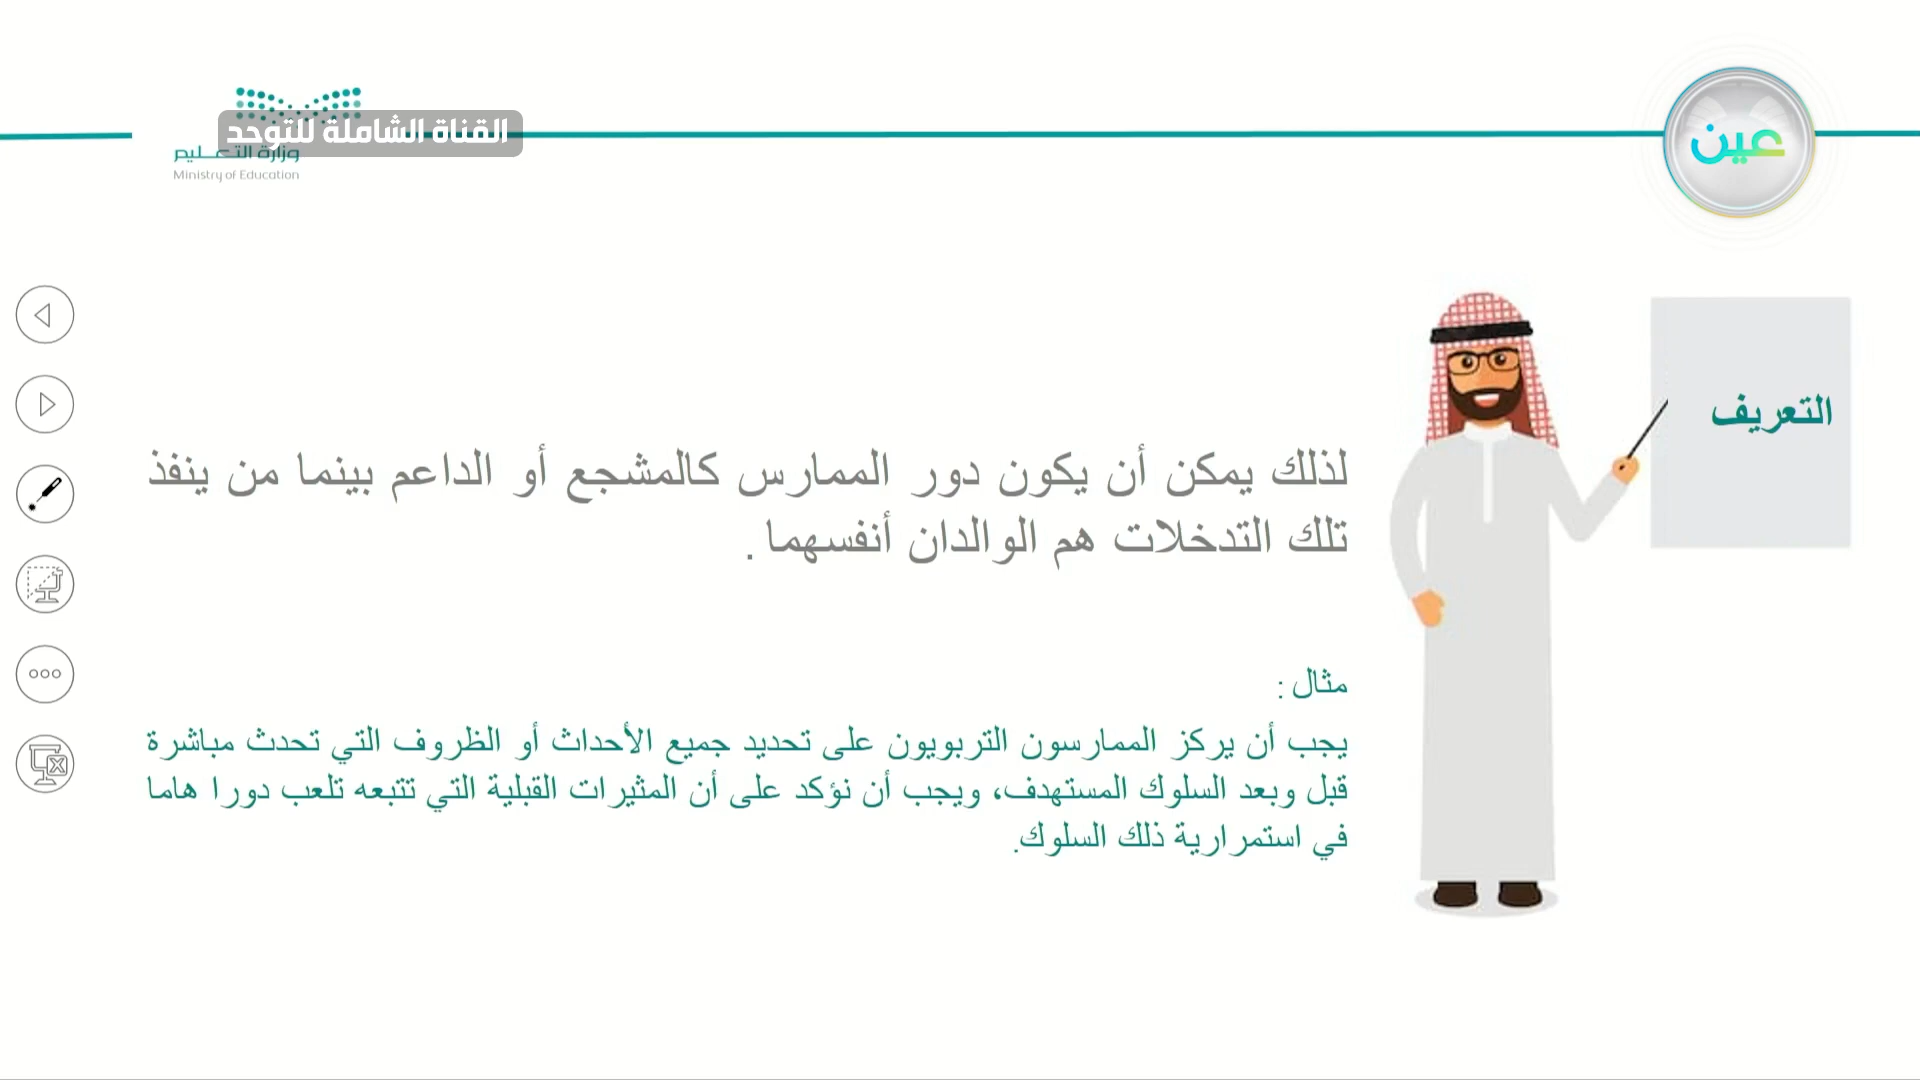 القناة الشاملة للتوحد
وزارة التعليم
Ministry of Education
عين
التعريف
لذلك يمكن أن يكون دور الممارس كالمشجع أو الداعم بينما من ينفذ
تلك التدخلات هم الوالدان أنفسهما .
مثال :
يجب أن يركز الممارسون التربويون على تحديد جميع الأحداث أو الظروف التي تحدث مباشرة
قبل وبعد السلوك المستهدف، ويجب أن نؤكد على أن المثيرات القبلية التي تتبعه تلعب دورا هاما
في استمرارية ذلك السلوك.